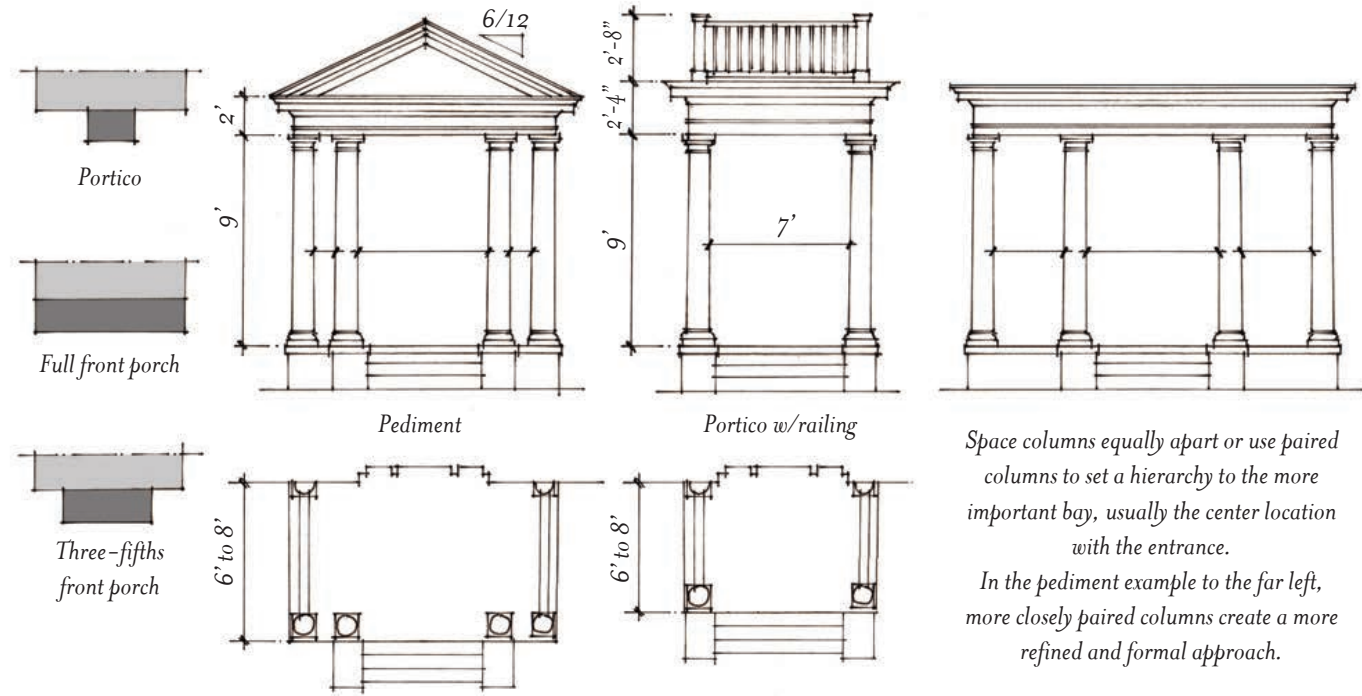 Portico
Full front porch
Three-fifths
front porch
6/12
2'
9'
Pediment
6' to 8'
2'-8"
2'-4"
9'
7'
Portico w/railing
6' to 8'
Space columns equally apart or use paired
columns to set a hierarchy to the more
important bay, usually the center location
with the entrance.
In the pediment example to the far left,
more closely paired columns create a more
refined and formal approach.